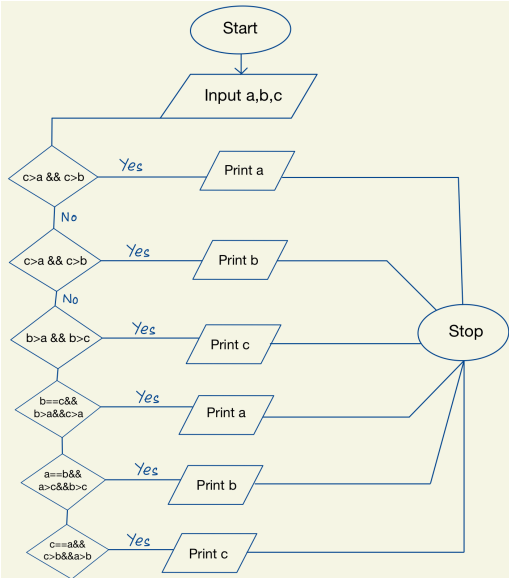 Start
Input a,b,c
c>a && c>b
Yes
Print a
No
c>a && c>b
Yes
Print b
No
b>a && b>c
Yes
Print c
Stop
b==c&&
b>a&&c>a
Yes
Print a
a==b&&
a>c&&b>c
Yes
Print b
c==a&&
c>b&&a>b
Yes
Print c